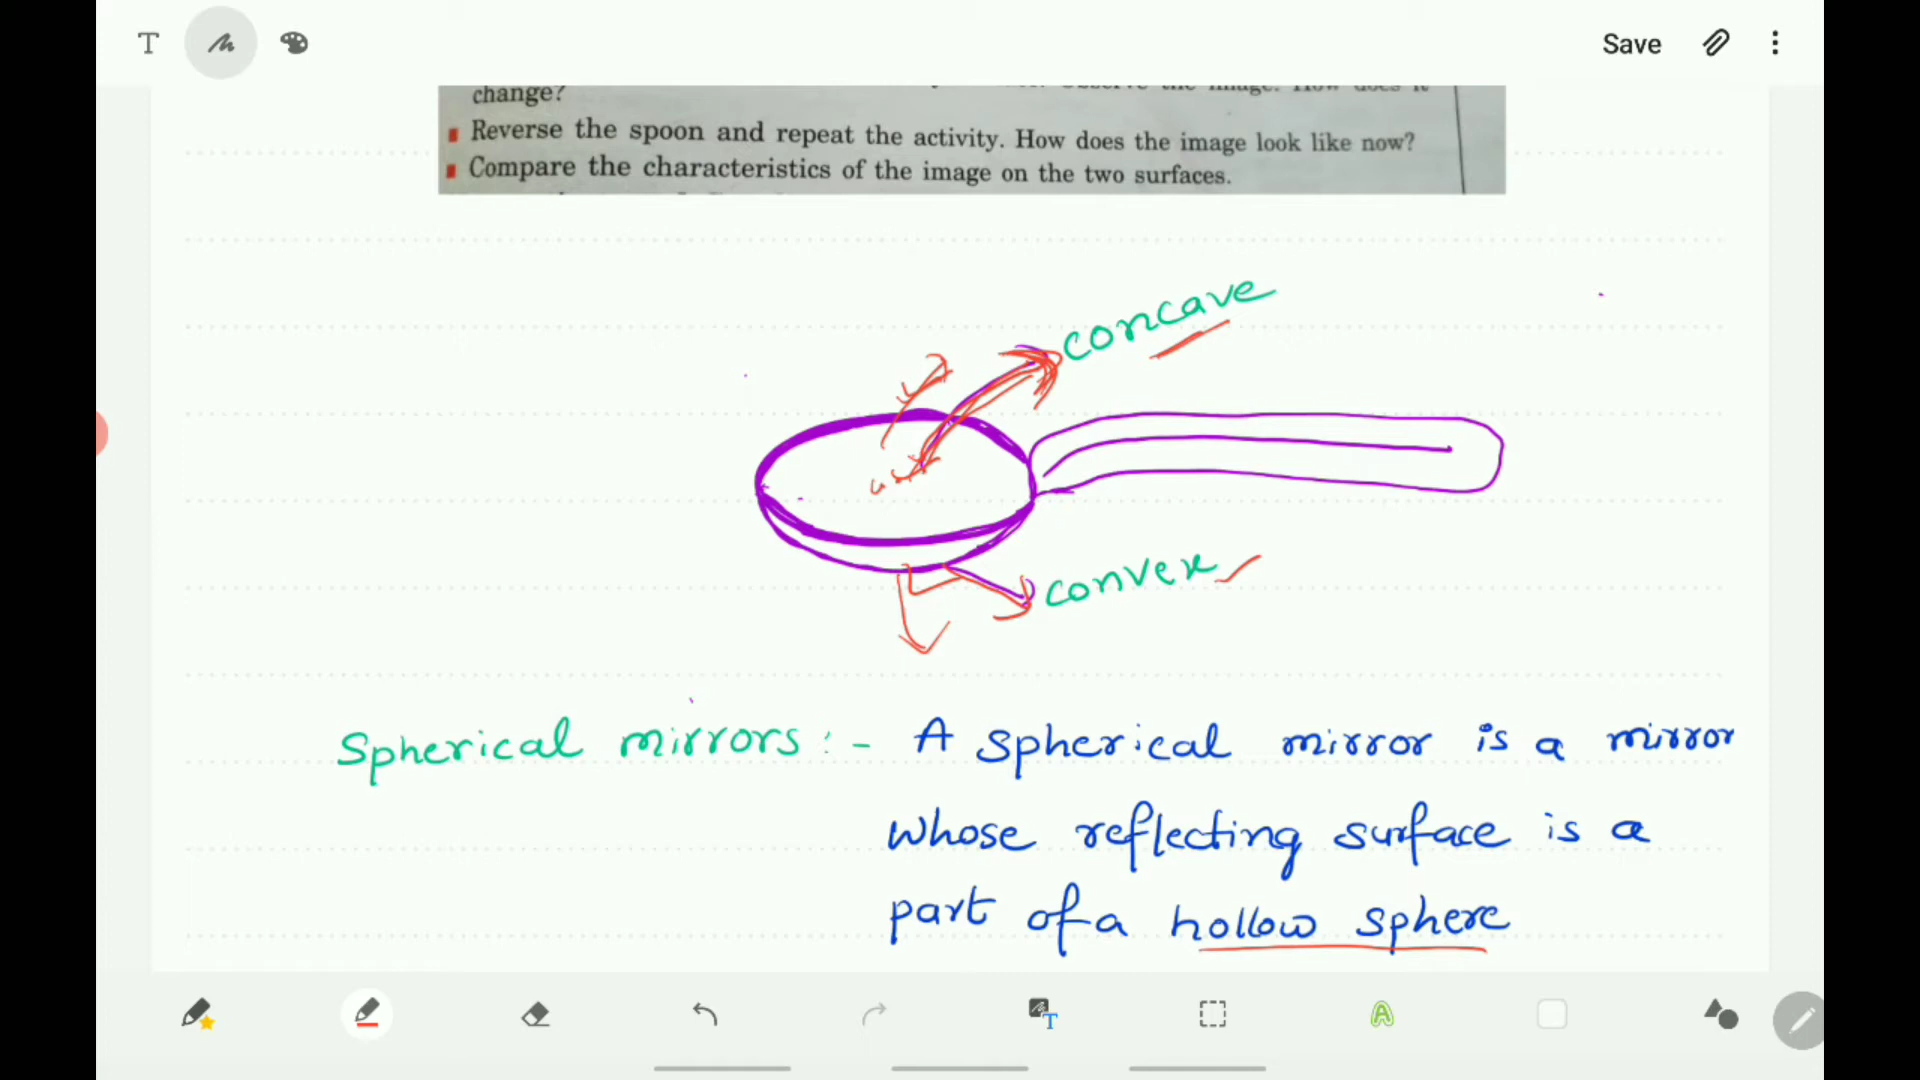 T
Save
change?
Reverse the spoon and repeat the activity. How does the image look like now?
Compare the characteristics of the image on the two surfaces.
concave
convex
Spherical mirrors :- A spherical mirror is a mirror
whose reflecting surface is a
part of a hollow sphere
T
A